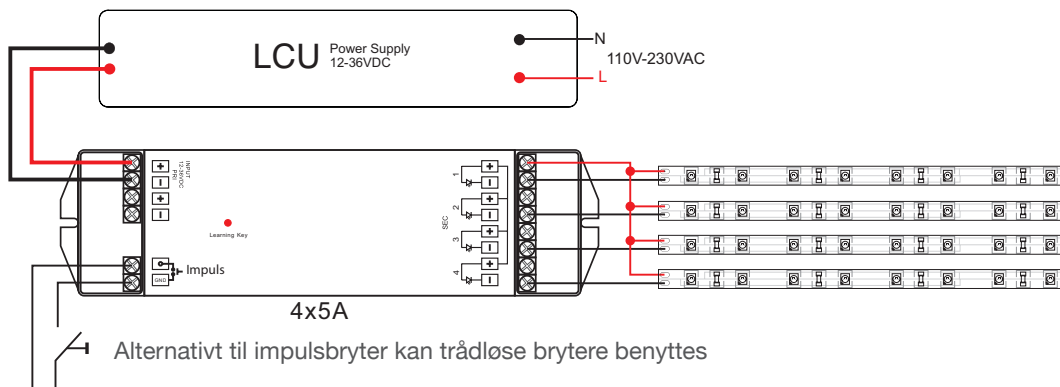 LCU Power Supply
12-36VDC
N
110V-230VAC
L
INPUT
12-36VDC
PRI
+
−
+
−
Learning Key
Impuls
GND
SEC
1
+
−
2
+
−
3
+
−
4
+
−
4x5A
Alternativt til impulsbryter kan trådløse brytere benyttes